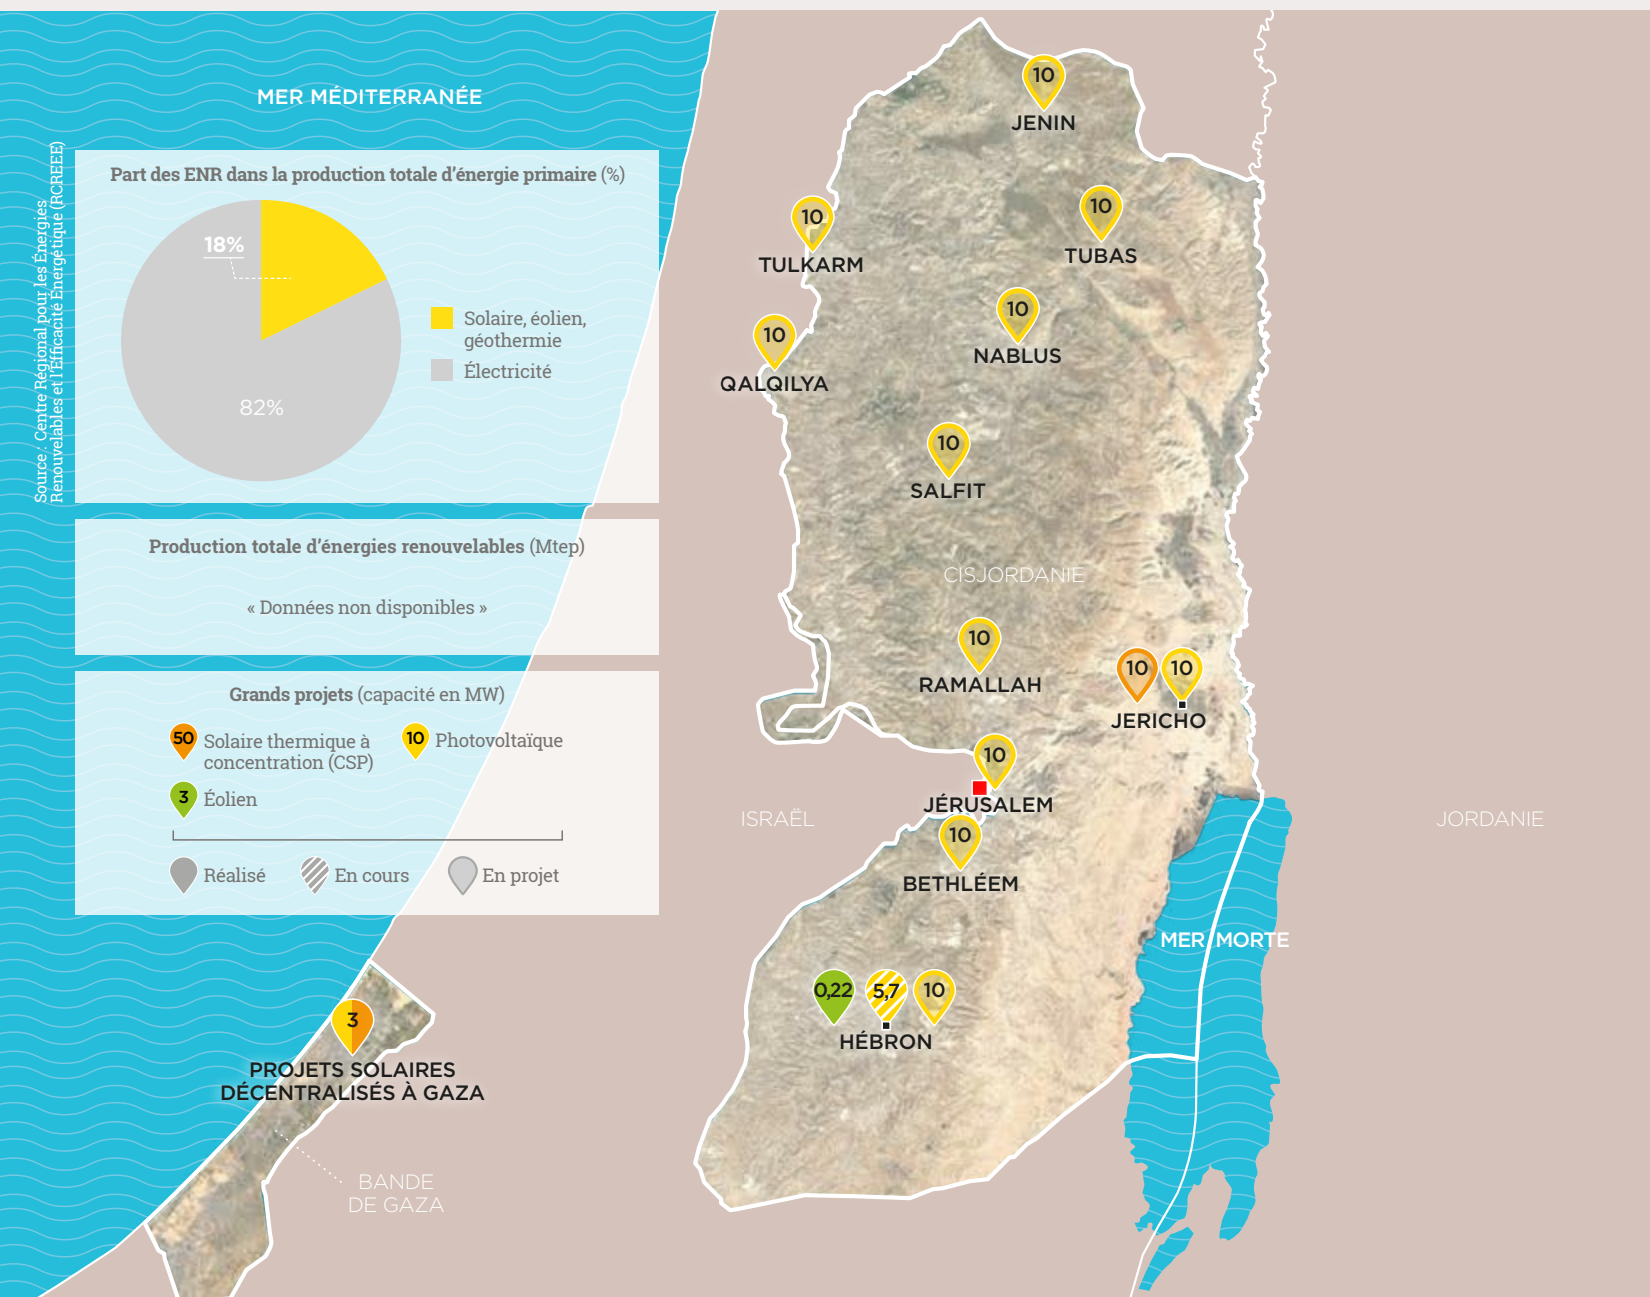 MER MÉDITERRANÉE
Source : Centre Régional pour les Énergies
Renouvelables et l'Efficacité Énergétique (RCREEE)
Part des ENR dans la production totale d'énergie primaire (%)
18%
82%
Solaire, éolien,
géothermie
Électricité
Production totale d'énergies renouvelables (Mtep)
« Données non disponibles »
Grands projets (capacité en MW)
50 Solaire thermique à
concentration (CSP)
10 Photovoltaïque
3 Éolien
Réalisé
En cours
En projet
10
JENIN
10
TULKARM
10
TUBAS
10
NABLUS
10
QALQILYA
10
SALFIT
CISJORDANIE
10
RAMALLAH
10 10
JERICHO
10
JÉRUSALEM
ISRAËL
JORDANIE
10
BETHLÉEM
MER MORTE
0,22 5,7 10
HÉBRON
3
PROJETS SOLAIRES
DÉCENTRALISÉS À GAZA
BANDE
DE GAZA